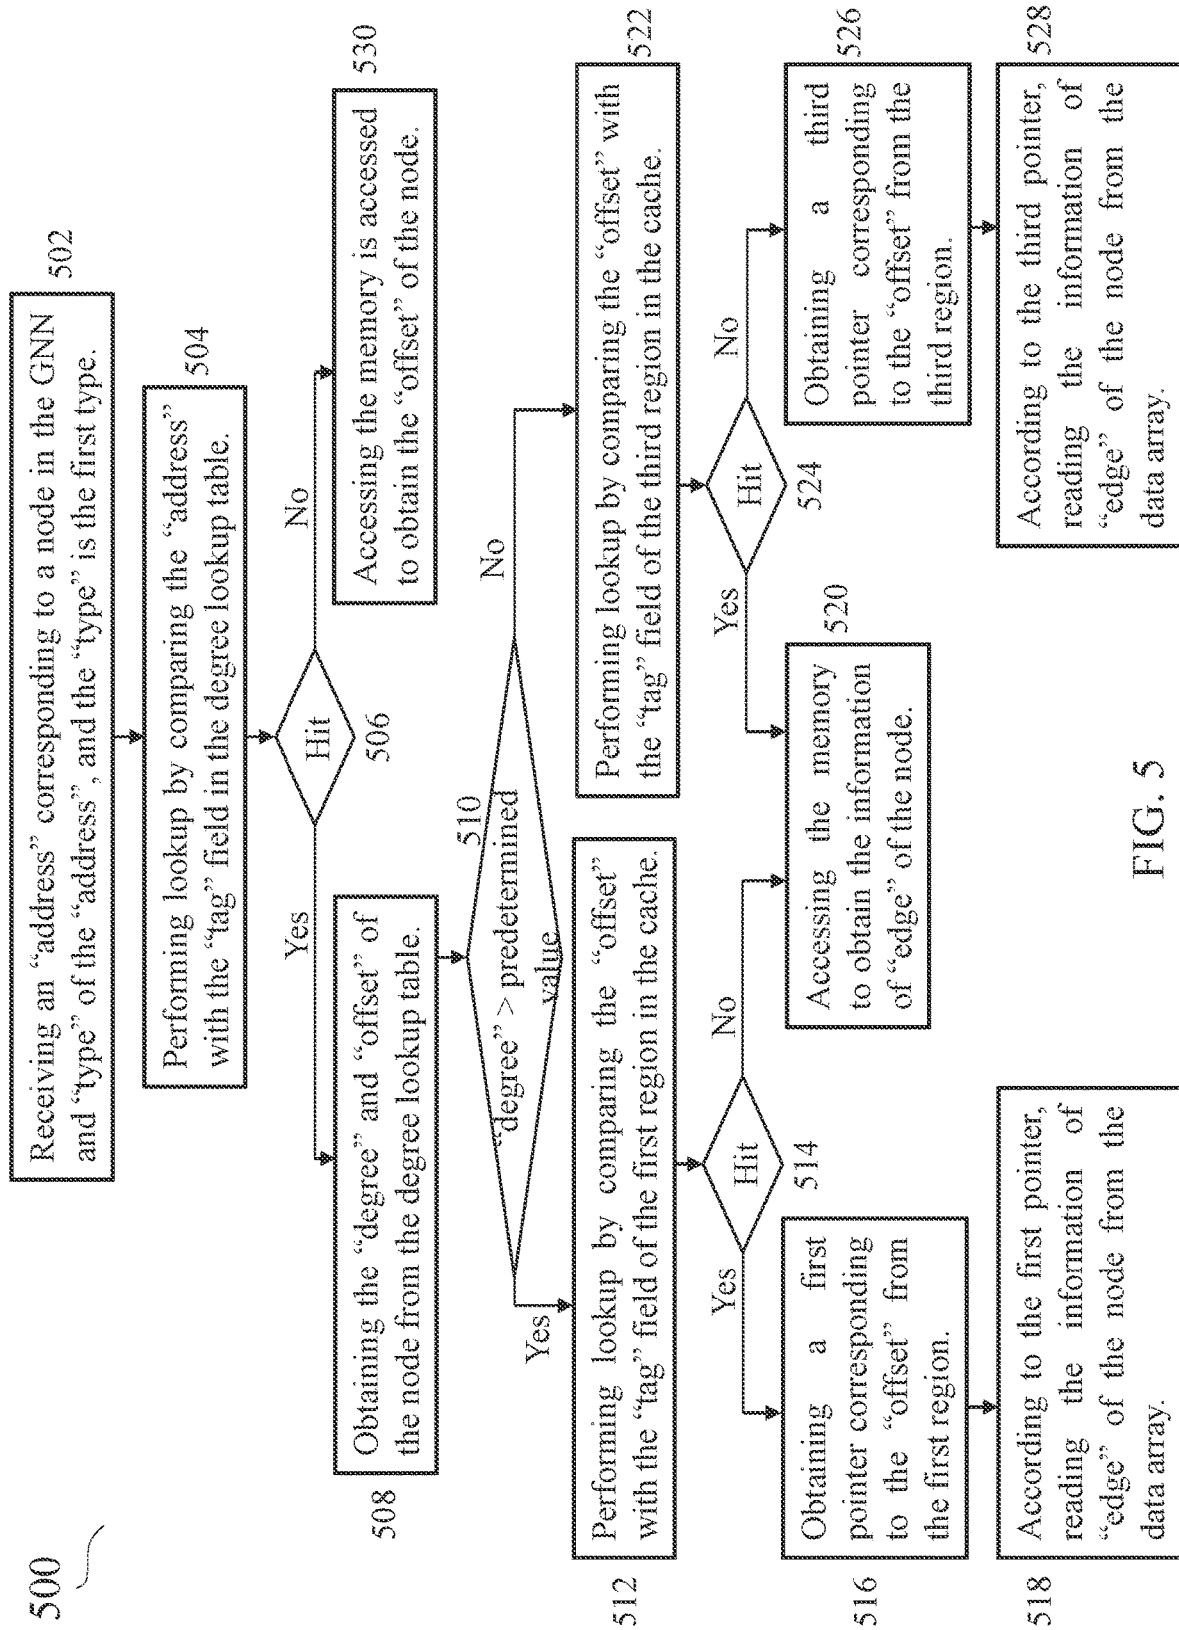 500
Receiving an “address” corresponding to a node in the GNN
and “type” of the “address”, and the “type” is the first type.
502
Performing lookup by comparing the “address”
with the “tag” field in the degree lookup table.
504
Hit
506
Yes
No
Obtaining the “degree” and “offset” of
the node from the degree lookup table.
508
Accessing the memory is accessed
to obtain the “offset” of the node.
530
510
“degree” > predetermined
value
Yes
No
Performing lookup by comparing the “offset”
with the “tag” field of the first region in the cache.
512
Performing lookup by comparing the “offset” with
the “tag” field of the third region in the cache.
522
Hit
514
Yes
No
Hit
524
Yes
No
Obtaining a first
pointer corresponding
to the “offset” from
the first region.
516
Accessing the memory
to obtain the information
of “edge” of the node.
520
Obtaining a third
pointer corresponding
to the “offset” from the
third region.
526
According to the first pointer,
reading the information of
“edge” of the node from the
data array.
518
According to the third pointer,
reading the information of
“edge” of the node from the
data array.
528
FIG. 5